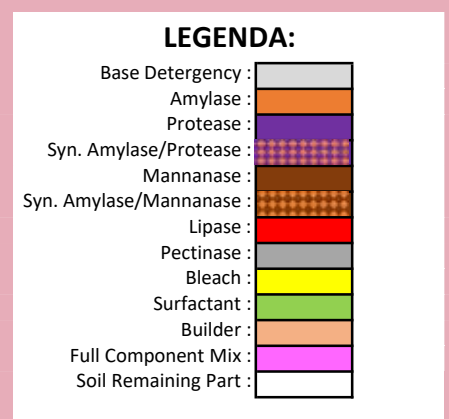 LEGENDA:
Base Detergency :
Amylase :
Protease :
Syn. Amylase/Protease :
Mannanase :
Syn. Amylase/Mannanase :
Lipase :
Pectinase :
Bleach :
Surfactant :
Builder :
Full Component Mix :
Soil Remaining Part :